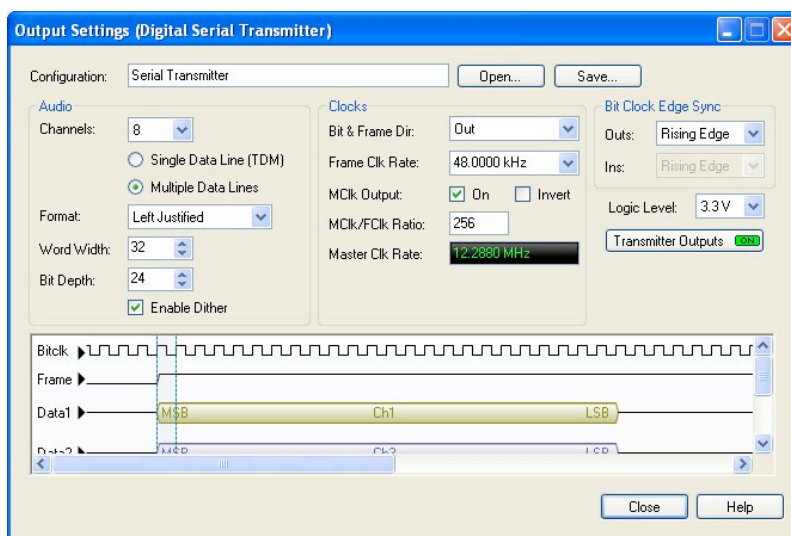 Output Settings (Digital Serial Transmitter)
Configuration: Serial Transmitter Open... Save...
Audio
Channels: 8
Single Data Line (TDM)
Multiple Data Lines
Format: Left Justified
Word Width: 32
Bit Depth: 24
Enable Dither
Clocks
Bit & Frame Dir: Out
Frame Clk Rate: 48.0000 kHz
MClk Output: On Invert
MClk/FClk Ratio: 256
Master Clk Rate: 12.2880 MHz
Bit Clock Edge Sync
Outs: Rising Edge
Ins: Rising Edge
Logic Level: 3.3 V
Transmitter Outputs ON
Bitclk
Frame
Data1 MSB Ch1 LSB
Data2 MSB Ch2 LSB
Close Help